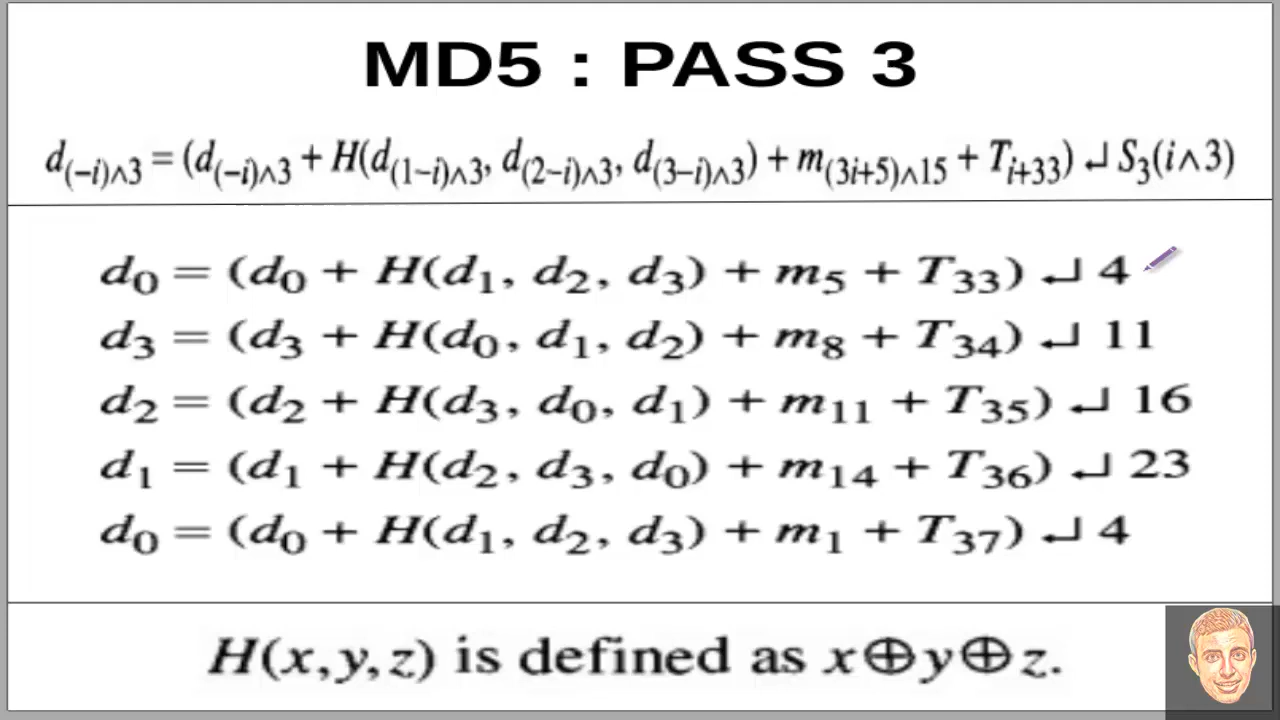 MD5 : PASS 3
d(−i)∧3 = (d(−i)∧3 + H(d(1−i)∧3, d(2−i)∧3, d(3−i)∧3) + m(3i+5)∧15 + Ti+33) ↵ S3(i∧3)
d0 = (d0 + H(d1, d2, d3) + m5 + T33) ↵ 4
d3 = (d3 + H(d0, d1, d2) + m8 + T34) ↵ 11
d2 = (d2 + H(d3, d0, d1) + m11 + T35) ↵ 16
d1 = (d1 + H(d2, d3, d0) + m14 + T36) ↵ 23
d0 = (d0 + H(d1, d2, d3) + m1 + T37) ↵ 4
H(x,y,z) is defined as x⊕y⊕z.